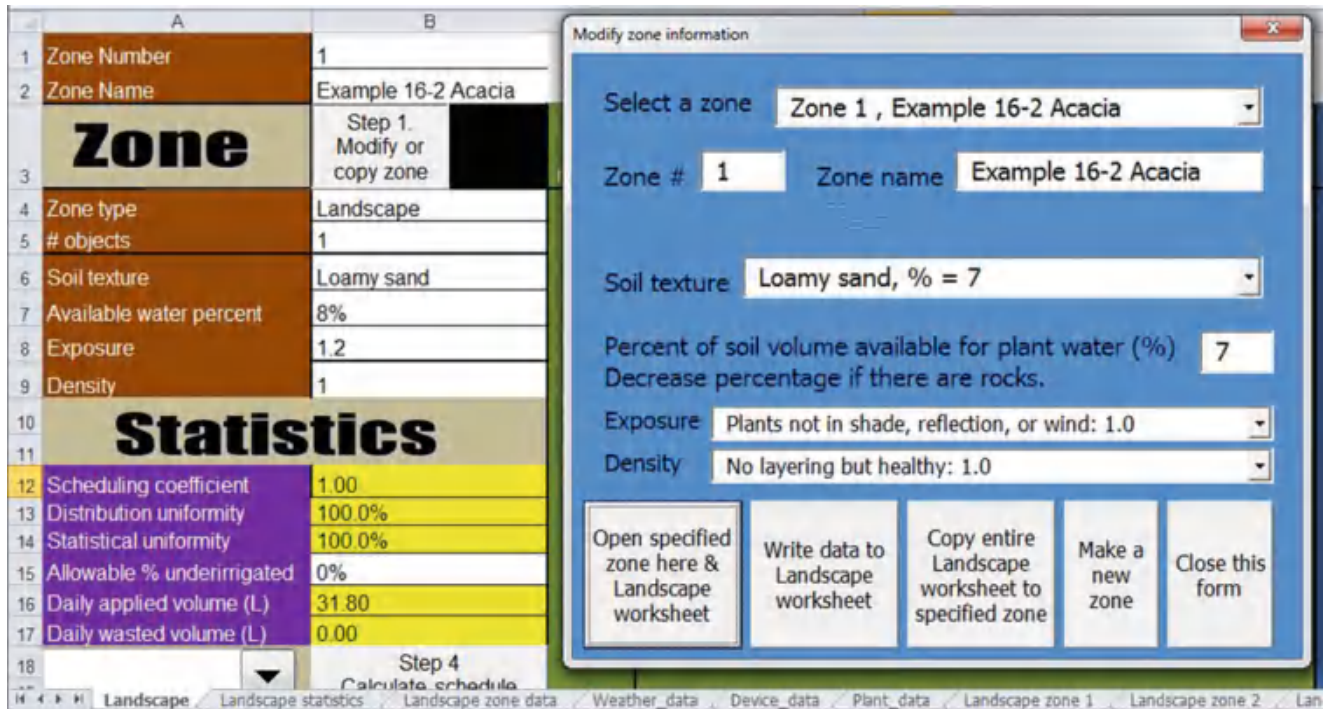 A B
1 Zone Number 1
2 Zone Name Example 16-2 Acacia
3 Zone
Step 1.
Modify or
copy zone
4 Zone type Landscape
5 # objects 1
6 Soil texture Loamy sand
7 Available water percent 8%
8 Exposure 1.2
9 Density 1
10
11 Statistics
12 Scheduling coefficient 1.00
13 Distribution uniformity 100.0%
14 Statistical uniformity 100.0%
15 Allowable % underirrigated 0%
16 Daily applied volume (L) 31.80
17 Daily wasted volume (L) 0.00
18 Step 4
Calculate schedule
Landscape Landscape statistics Landscape zone data Weather_data Device_data Plant_data Landscape zone 1 Landscape zone 2 Lan
Modify zone information
Select a zone Zone 1 , Example 16-2 Acacia
Zone # 1 Zone name Example 16-2 Acacia
Soil texture Loamy sand, % = 7
Percent of soil volume available for plant water (%) 7
Decrease percentage if there are rocks.
Exposure Plants not in shade, reflection, or wind: 1.0
Density No layering but healthy: 1.0
Open specified
zone here &
Landscape
worksheet
Write data to
Landscape
worksheet
Copy entire
Landscape
worksheet to
specified zone
Make a
new
zone
Close this
form